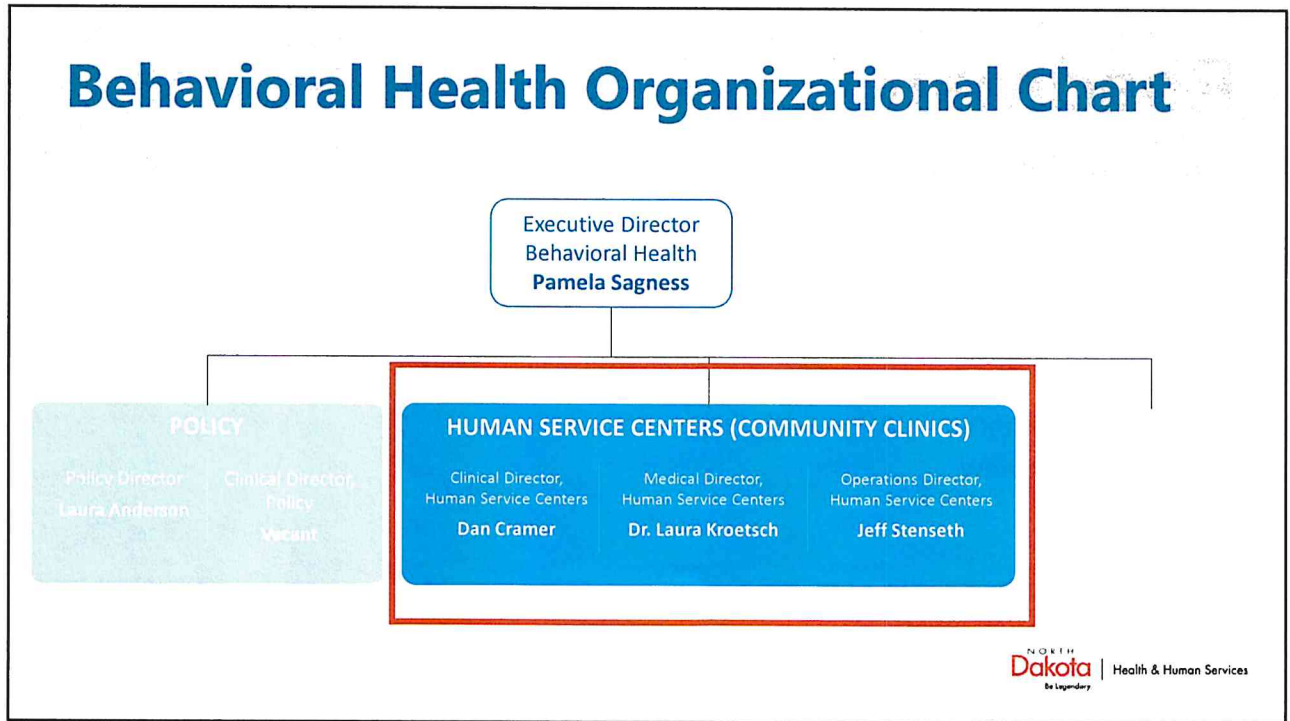 Behavioral Health Organizational Chart
Executive Director
Behavioral Health
Pamela Sagness
POLICY
Policy Director
Laura Anderson
Clinical Director,
Policy
Vacant
HUMAN SERVICE CENTERS (COMMUNITY CLINICS)
Clinical Director,
Human Service Centers
Dan Cramer
Medical Director,
Human Service Centers
Dr. Laura Kroetsch
Operations Director,
Human Service Centers
Jeff Stenseth
NORTH
Dakota
Be Legendary
Health & Human Services